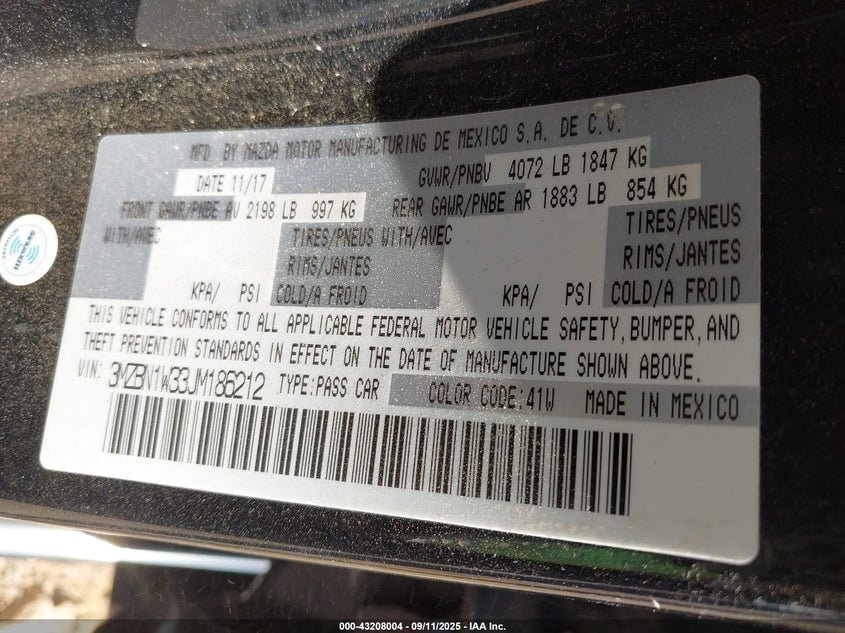 MFD. BY MAZDA MOTOR MANUFACTURING DE MEXICO S.A. DE C.V.
DATE 11/17 GVWR/PNBV 4072 LB 1847 KG
FRONT GAWR/PNBE AV 2198 LB 997 KG REAR GAWR/PNBE AR 1883 LB 854 KG
WITH/AVEC TIRES/PNEUS WITH/AVEC TIRES/PNEUS
RIMS/JANTES RIMS/JANTES
KPA/ PSI COLD/A FROID KPA/ PSI COLD/A FROID
THIS VEHICLE CONFORMS TO ALL APPLICABLE FEDERAL MOTOR VEHICLE SAFETY, BUMPER, AND
THEFT PREVENTION STANDARDS IN EFFECT ON THE DATE OF MANUFACTURE SHOWN ABOVE.
VIN: 3MZBN1W33JM186212 TYPE:PASS CAR COLOR CODE:41W MADE IN MEXICO
000-43208004 - 09/11/2025 - IAA Inc.